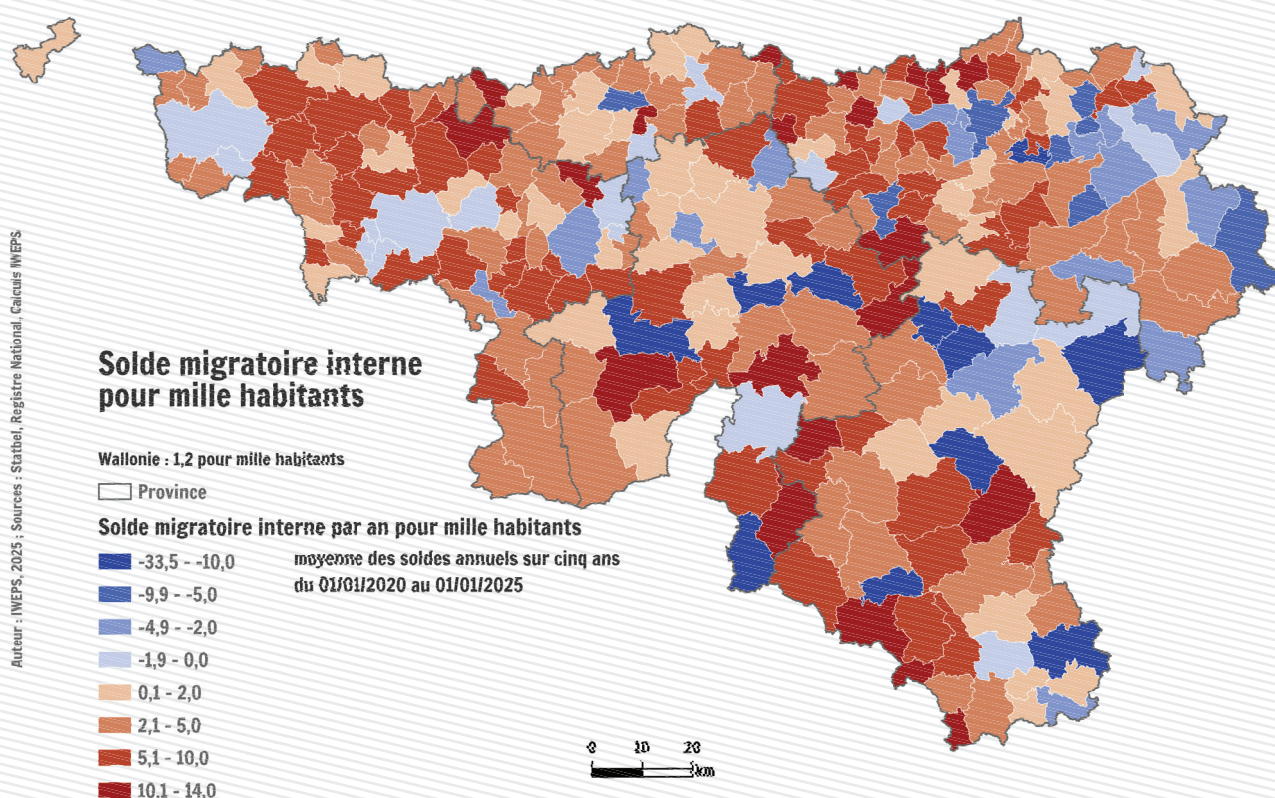 Solde migratoire interne
pour mille habitants
Wallonie : 1,2 pour mille habitants
Province
Solde migratoire interne par an pour mille habitants
moyenne des soldes annuels sur cinq ans
du 01/01/2020 au 01/01/2025
-33,5 - -10,0
-9,9 - -5,0
-4,9 - -2,0
-1,9 - 0,0
0,1 - 2,0
2,1 - 5,0
5,1 - 10,0
10,1 - 14,0
0 10 20
km
Auteur : IWEPS, 2025 ; Sources : Statbel, Registre National, Calculs IWEPS